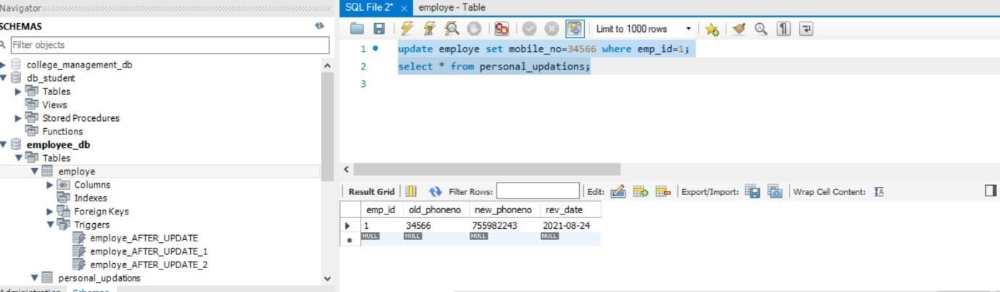 Navigator
SCHEMAS
Filter objects
college_management_db
db_student
Tables
Views
Stored Procedures
Functions
employee_db
Tables
employe
Columns
Indexes
Foreign Keys
Triggers
employe_AFTER_UPDATE
employe_AFTER_UPDATE_1
employe_AFTER_UPDATE_2
personal_updations
SQL File 2* employe - Table
Limit to 1000 rows
1 update employe set mobile_no=34566 where emp_id=1;
2 select * from personal_updations;
3
Result Grid Filter Rows: Edit: Export/Import: Wrap Cell Content:
emp_id old_phoneno new_phoneno rev_date
1 34566 755982243 2021-08-24
NULL NULL NULL NULL